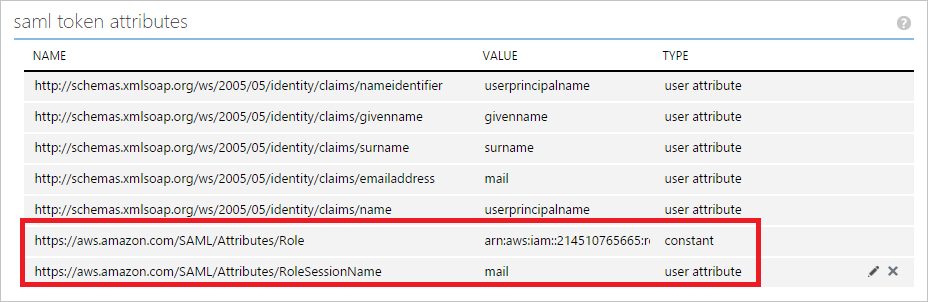 saml token attributes ?
NAME VALUE TYPE
http://schemas.xmlsoap.org/ws/2005/05/identity/claims/nameidentifier userprincipalname user attribute
http://schemas.xmlsoap.org/ws/2005/05/identity/claims/givenname givenname user attribute
http://schemas.xmlsoap.org/ws/2005/05/identity/claims/surname surname user attribute
http://schemas.xmlsoap.org/ws/2005/05/identity/claims/emailaddress mail user attribute
http://schemas.xmlsoap.org/ws/2005/05/identity/claims/name userprincipalname user attribute
https://aws.amazon.com/SAML/Attributes/Role arn:aws:iam::214510765665:ro constant
https://aws.amazon.com/SAML/Attributes/RoleSessionName mail user attribute